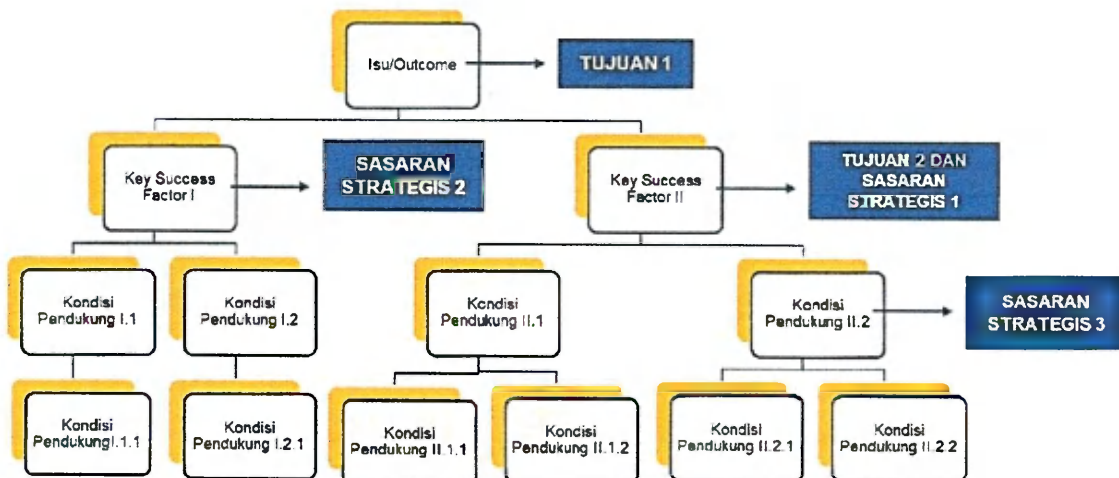 Isu/Outcome
TUJUAN 1
Key Success
Factor I
SASARAN
STRATEGIS 2
Key Success
Factor II
TUJUAN 2 DAN
SASARAN
STRATEGIS 1
Kondisi
Pendukung I.1
Kondisi
Pendukung I.2
Kondisi
Pendukung II.1
Kondisi
Pendukung II.2
SASARAN
STRATEGIS 3
Kondisi
PendukungI.1.1
Kondisi
Pendukung I.2.1
Kondisi
Pendukung II.1.1
Kondisi
Pendukung II.1.2
Kondisi
Pendukung II.2.1
Kondisi
Pendukung II.2.2